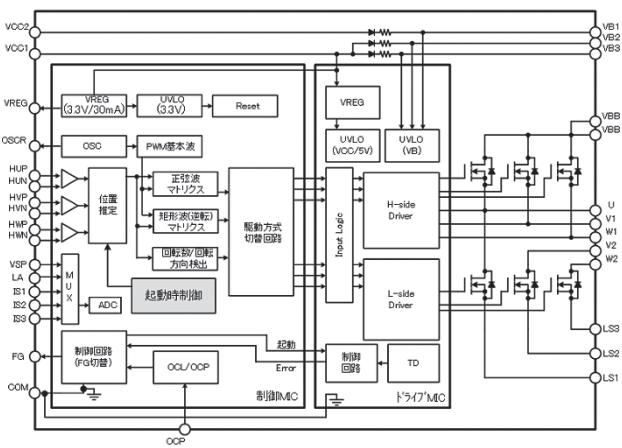 VCC2
VCC1
VREG
OSCR
HUP
HUN
HVP
HVN
HWP
HWN
VSP
LA
IS1
IS2
IS3
FG
COM
OCP
VREG
(3.3V/30mA)
UVLO
(3.3V)
Reset
OSC
PWM基本波
位置
推定
正弦波
マトリクス
矩形波(逆転)
マトリクス
回転数/回転
方向検出
駆動方式
切替回路
起動時制御
MUX
ADC
制御回路
(FG切替)
OCL/OCP
起動
Error
制御MIC
VREG
UVLO
(VCC/5V)
UVLO
(VB)
Input Logic
H-side
Driver
L-side
Driver
制御
回路
TD
ドライブMIC
VB1
VB2
VB3
VBB
VBB
U
V1
W1
V2
W2
LS3
LS2
LS1